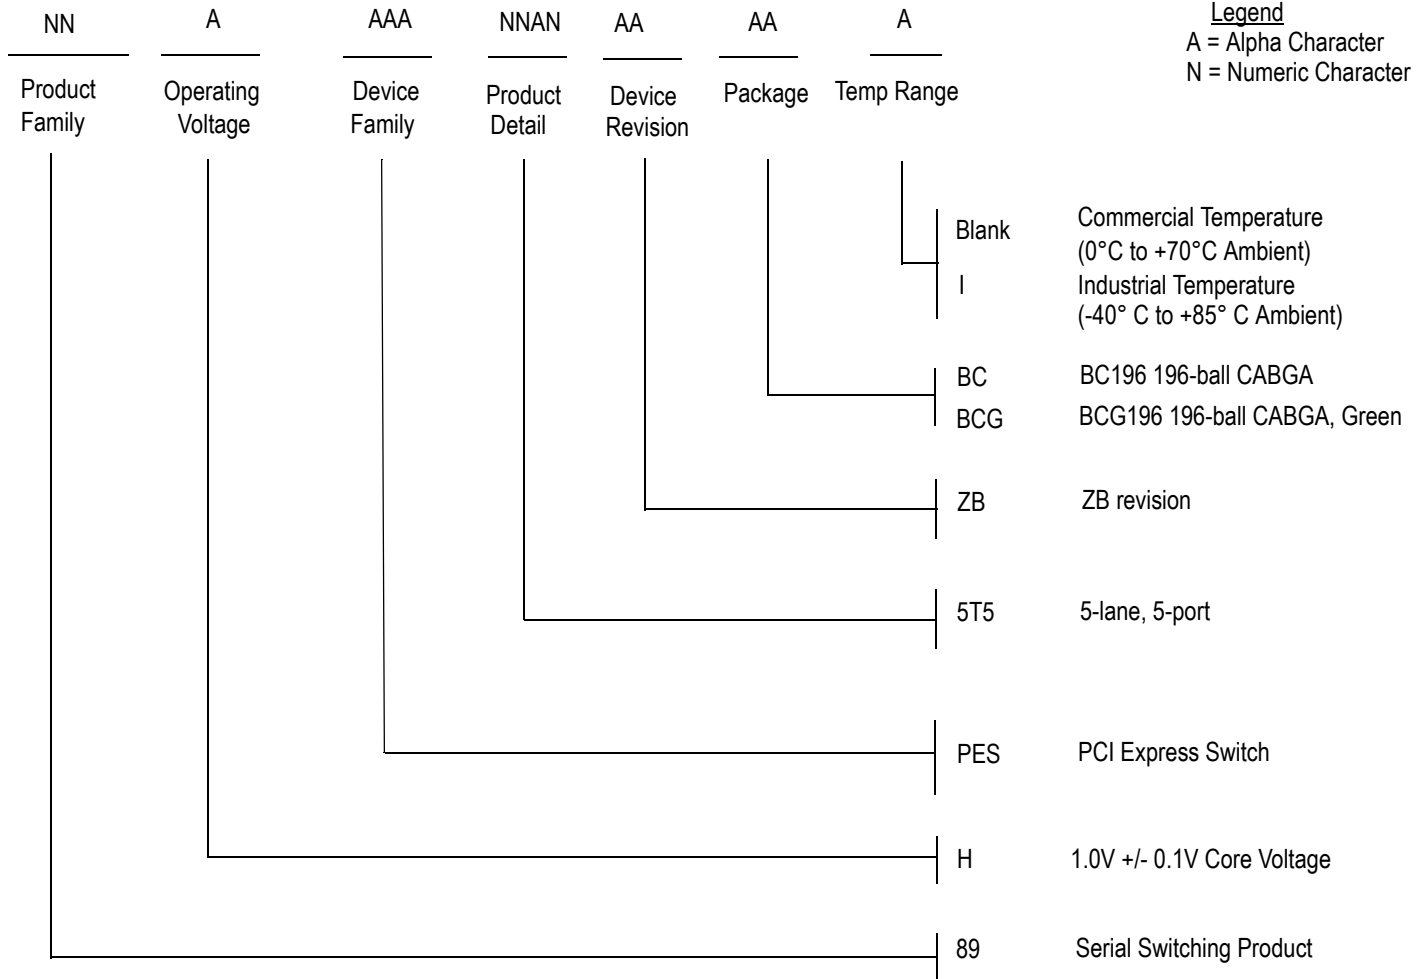 NN A AAA NNAN AA AA A
Legend
A = Alpha Character
N = Numeric Character
Product Family
Operating Voltage
Device Family
Product Detail
Device Revision
Package
Temp Range
Blank Commercial Temperature
(0°C to +70°C Ambient)
I Industrial Temperature
(-40° C to +85° C Ambient)
BC BC196 196-ball CABGA
BCG BCG196 196-ball CABGA, Green
ZB ZB revision
5T5 5-lane, 5-port
PES PCI Express Switch
H 1.0V +/- 0.1V Core Voltage
89 Serial Switching Product